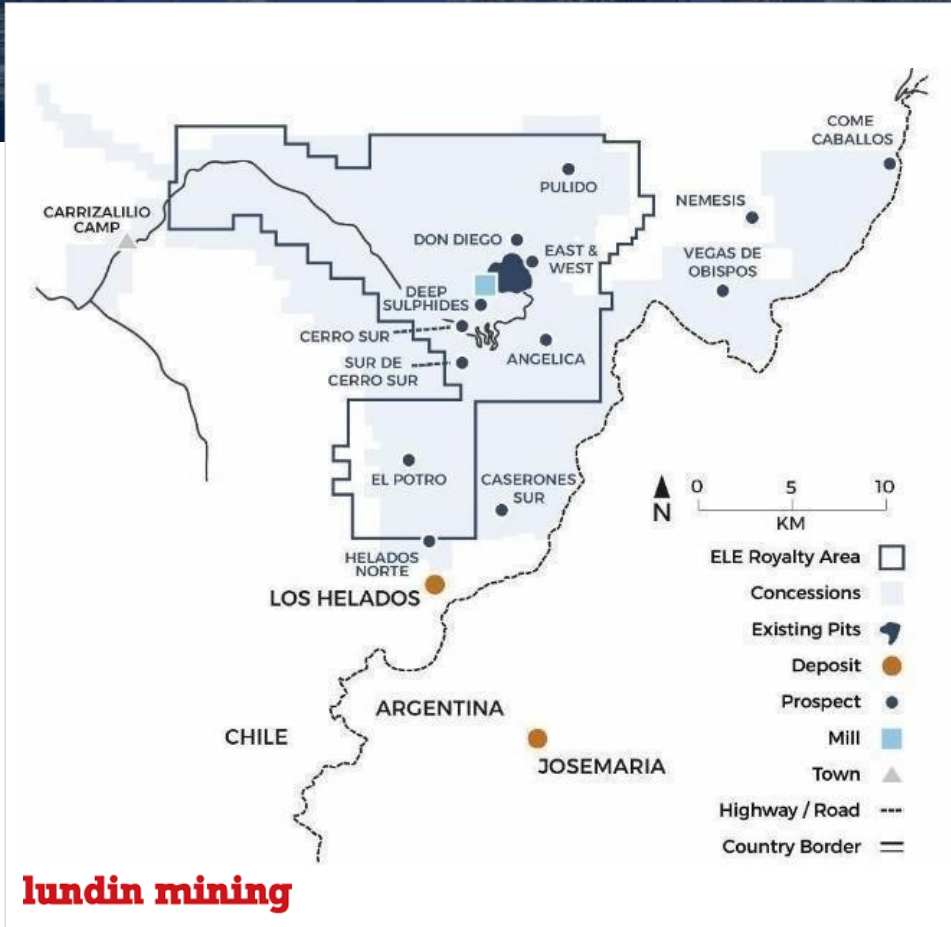 COME
CABALLOS
PULIDO
NEMESIS
CARRIZALILIO
CAMP
DON DIEGO
EAST &
WEST
VEGAS DE
OBISPOS
DEEP
SULPHIDES
CERRO SUR
ANGELICA
SUR DE
CERRO SUR
EL POTRO
CASERONES
SUR
HELADOS
NORTE
LOS HELADOS
ARGENTINA
CHILE
JOSEMARIA
N
0 5 10
KM
ELE Royalty Area
Concessions
Existing Pits
Deposit
Prospect
Mill
Town
Highway / Road
Country Border
lundin mining